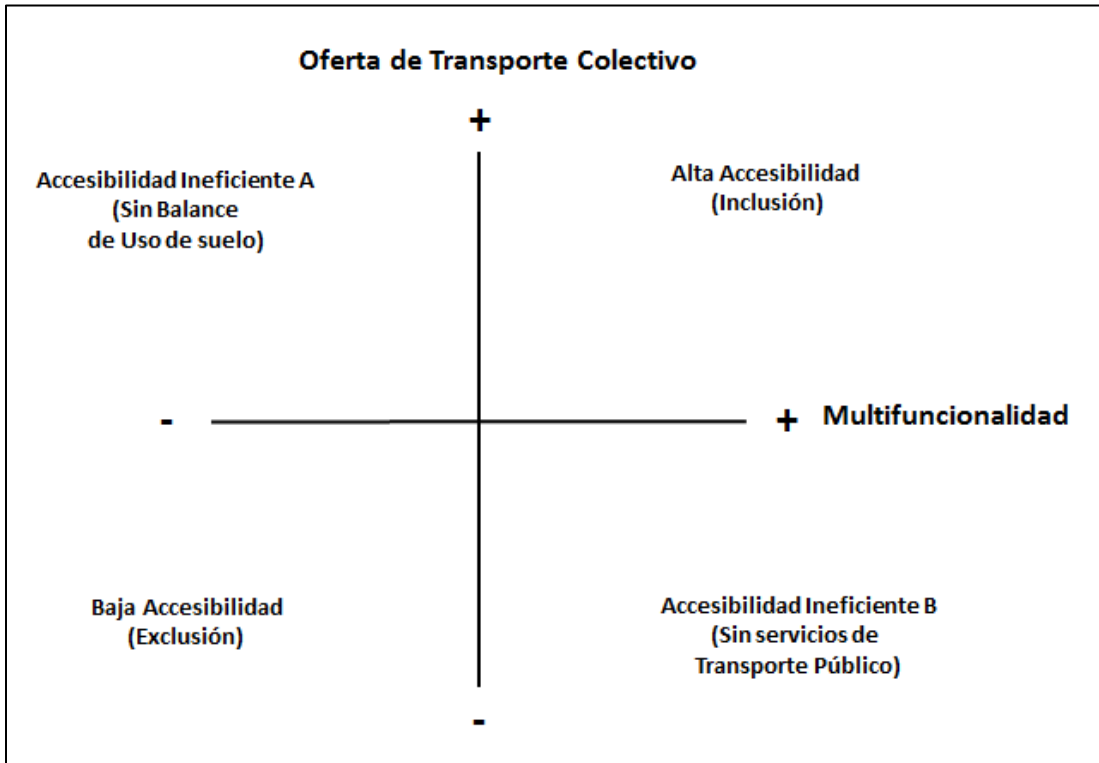 Oferta de Transporte Colectivo
+
Accesibilidad Ineficiente A
(Sin Balance
de Uso de suelo)
Alta Accesibilidad
(Inclusión)
-
+ Multifuncionalidad
Baja Accesibilidad
(Exclusión)
Accesibilidad Ineficiente B
(Sin servicios de
Transporte Público)
-